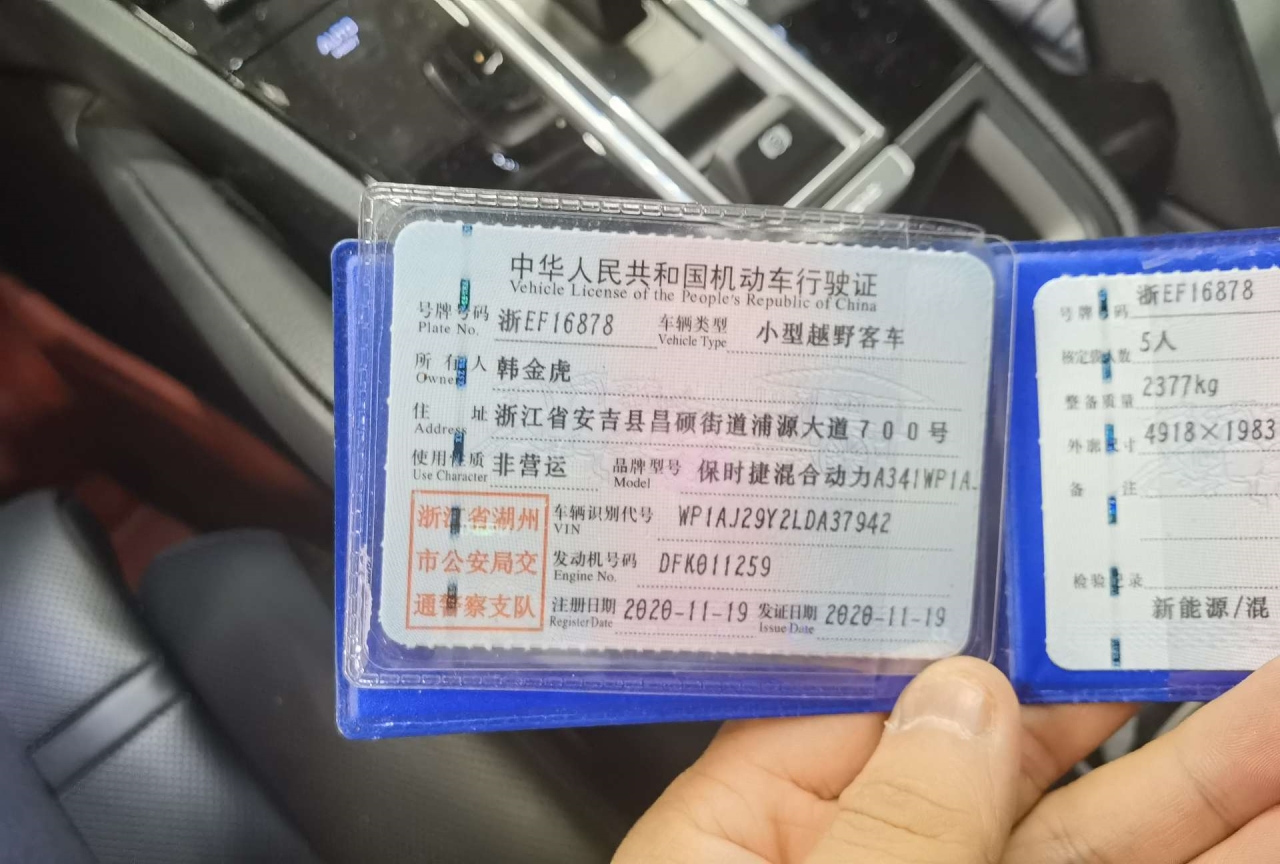 中华人民共和国机动车行驶证
Vehicle License of the People's Republic of China
号牌号码 浙EF16878 车辆类型 小型越野客车
Plate No. Vehicle Type
所有人 韩金虎
Owner
住址 浙江省安吉县昌硕街道浦源大道700号
Address
使用性质 非营运 品牌型号 保时捷混合动力A341WP1A
Use Character Model
浙江省湖州
市公安局交
通警察支队
车辆识别代号 WP1AJ29Y2LDA37942
VIN
发动机号码 DFK011259
Engine No.
注册日期 2020-11-19 发证日期 2020-11-19
Register Date Issue Date
号牌号码 浙EF16878
核定载人数 5人
整备质量 2377kg
外廓尺寸 4918×1983
备注
检验记录
新能源/混